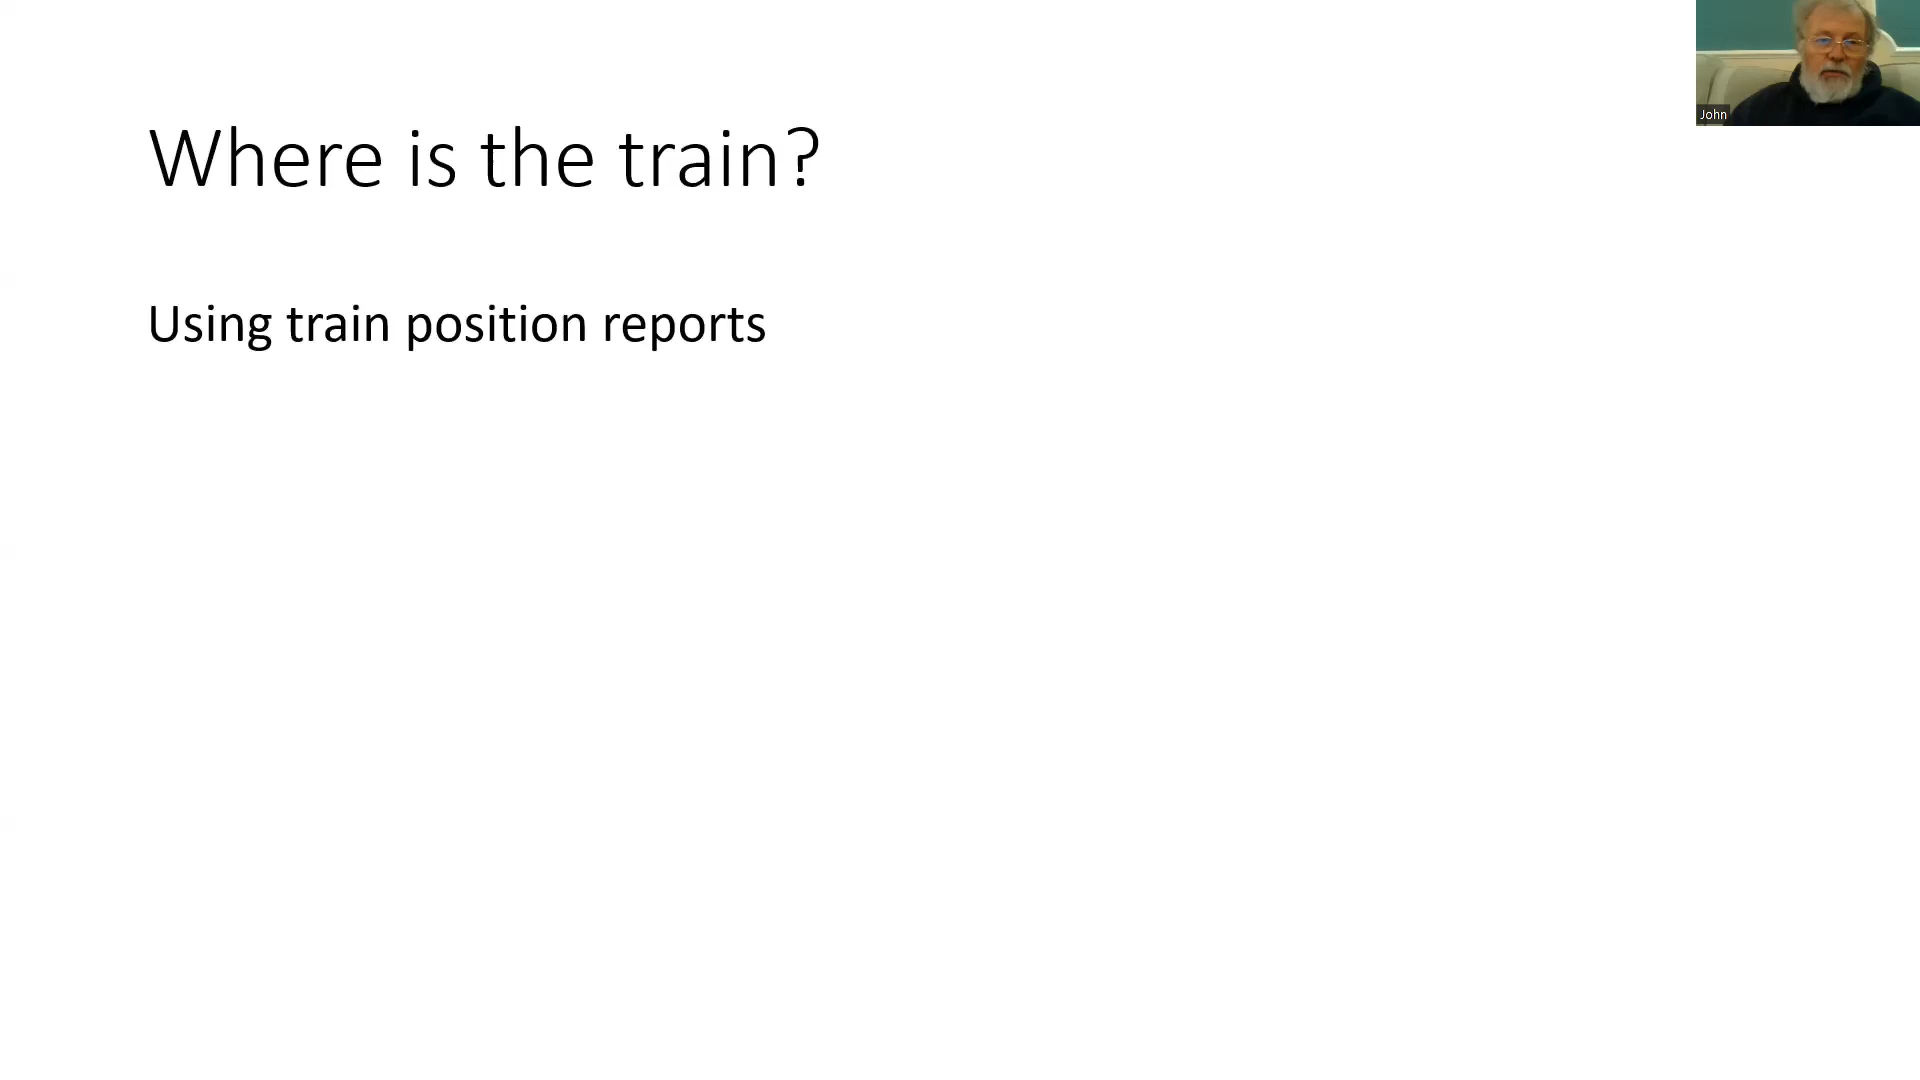 Where is the train?
Using train position reports
John